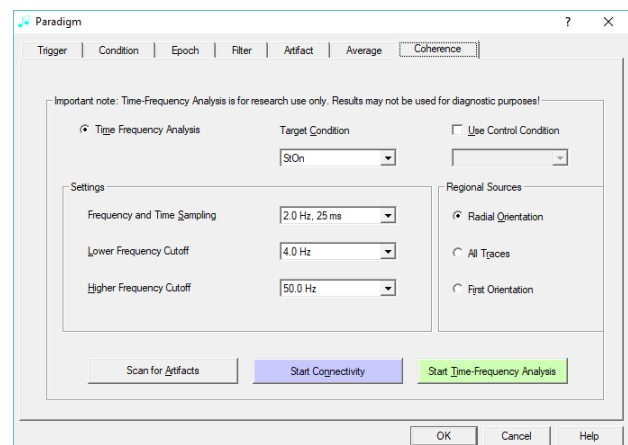 Paradigm ?
Trigger Condition Epoch Filter Artifact Average Coherence
Important note: Time-Frequency Analysis is for research use only. Results may not be used for diagnostic purposes!
Time Frequency Analysis Target Condition Use Control Condition
StOn
Settings Regional Sources
Frequency and Time Sampling 2.0 Hz, 25 ms Radial Orientation
Lower Frequency Cutoff 4.0 Hz All Traces
Higher Frequency Cutoff 50.0 Hz First Orientation
Scan for Artifacts Start Connectivity Start Time-Frequency Analysis
OK Cancel Help